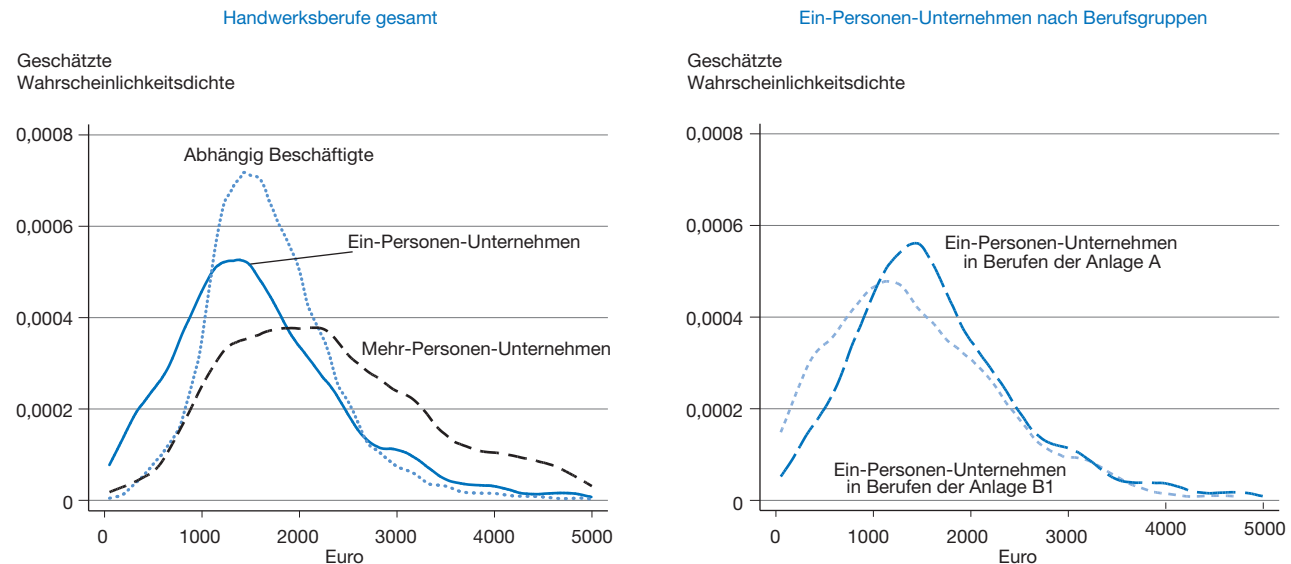 Handwerksberufe gesamt
Geschätzte
Wahrscheinlichkeitsdichte
0,0008
0,0006
0,0004
0,0002
0
Abhängig Beschäftigte
Ein-Personen-Unternehmen
Mehr-Personen-Unternehmen
0 1000 2000 3000 4000 5000
Euro
Ein-Personen-Unternehmen nach Berufsgruppen
Geschätzte
Wahrscheinlichkeitsdichte
0,0008
0,0006
0,0004
0,0002
0
Ein-Personen-Unternehmen
in Berufen der Anlage A
Ein-Personen-Unternehmen
in Berufen der Anlage B1
0 1000 2000 3000 4000 5000
Euro